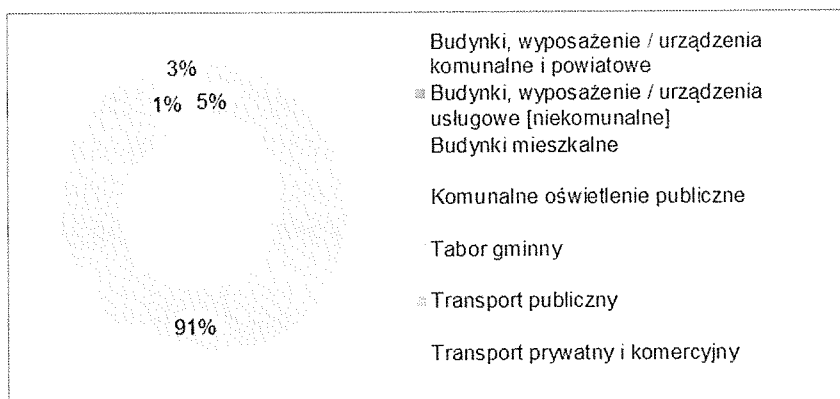 3%
1% 5%
91%
Budynki, wyposażenie / urządzenia
komunalne i powiatowe
Budynki, wyposażenie / urządzenia
usługowe [niekomunalne]
Budynki mieszkalne
Komunalne oświetlenie publiczne
Tabor gminny
Transport publiczny
Transport prywatny i komercyjny